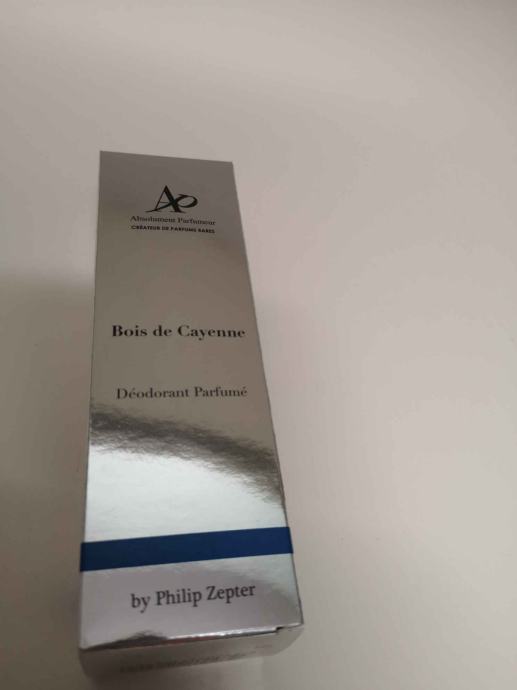 AP
Absolument Parfumeur
CRÉATEUR DE PARFUMS RARES
Bois de Cayenne
Déodorant Parfumé
by Philip Zepter